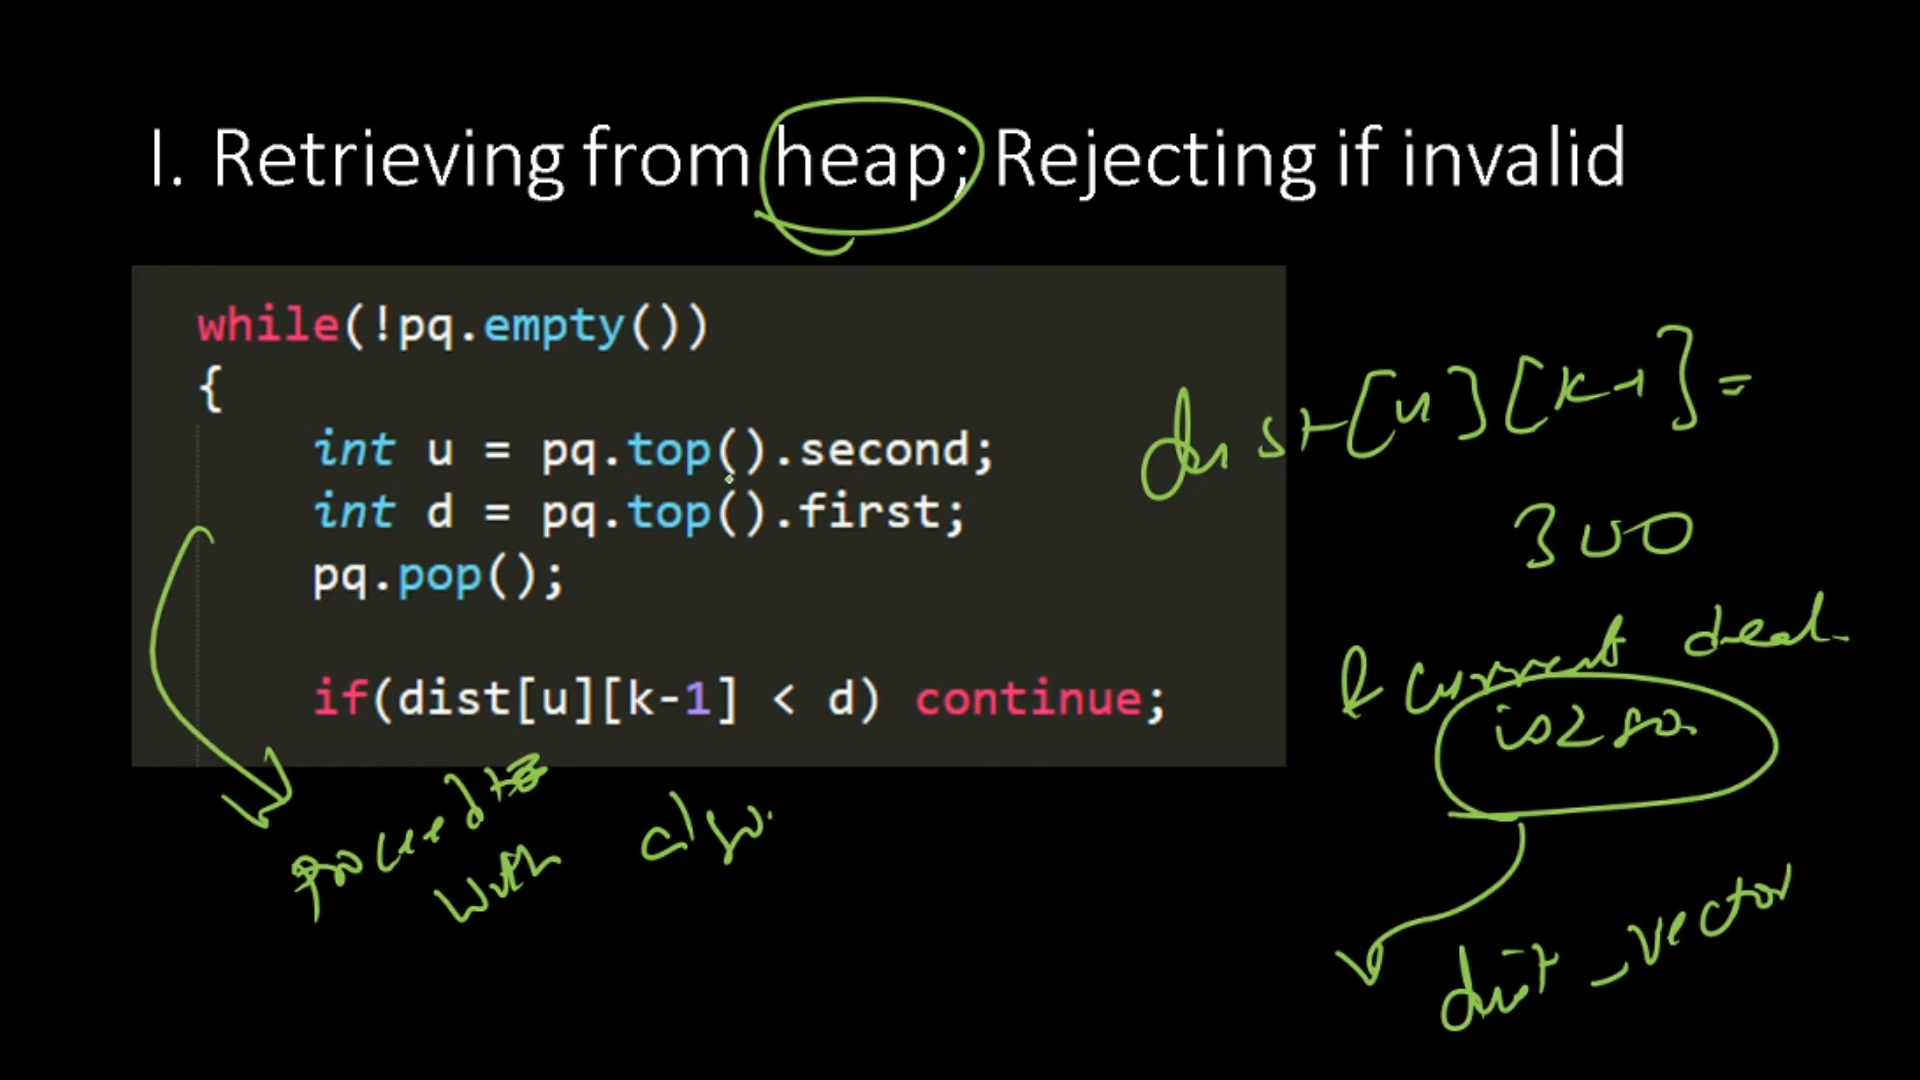 I. Retrieving from heap; Rejecting if invalid
while(!pq.empty())
{
int u = pq.top().second;
int d = pq.top().first;
pq.pop();
if(dist[u][k-1] < d) continue;
dist[u][k-1] =
300
& current deal
is 280.
dist_vector
with algo.